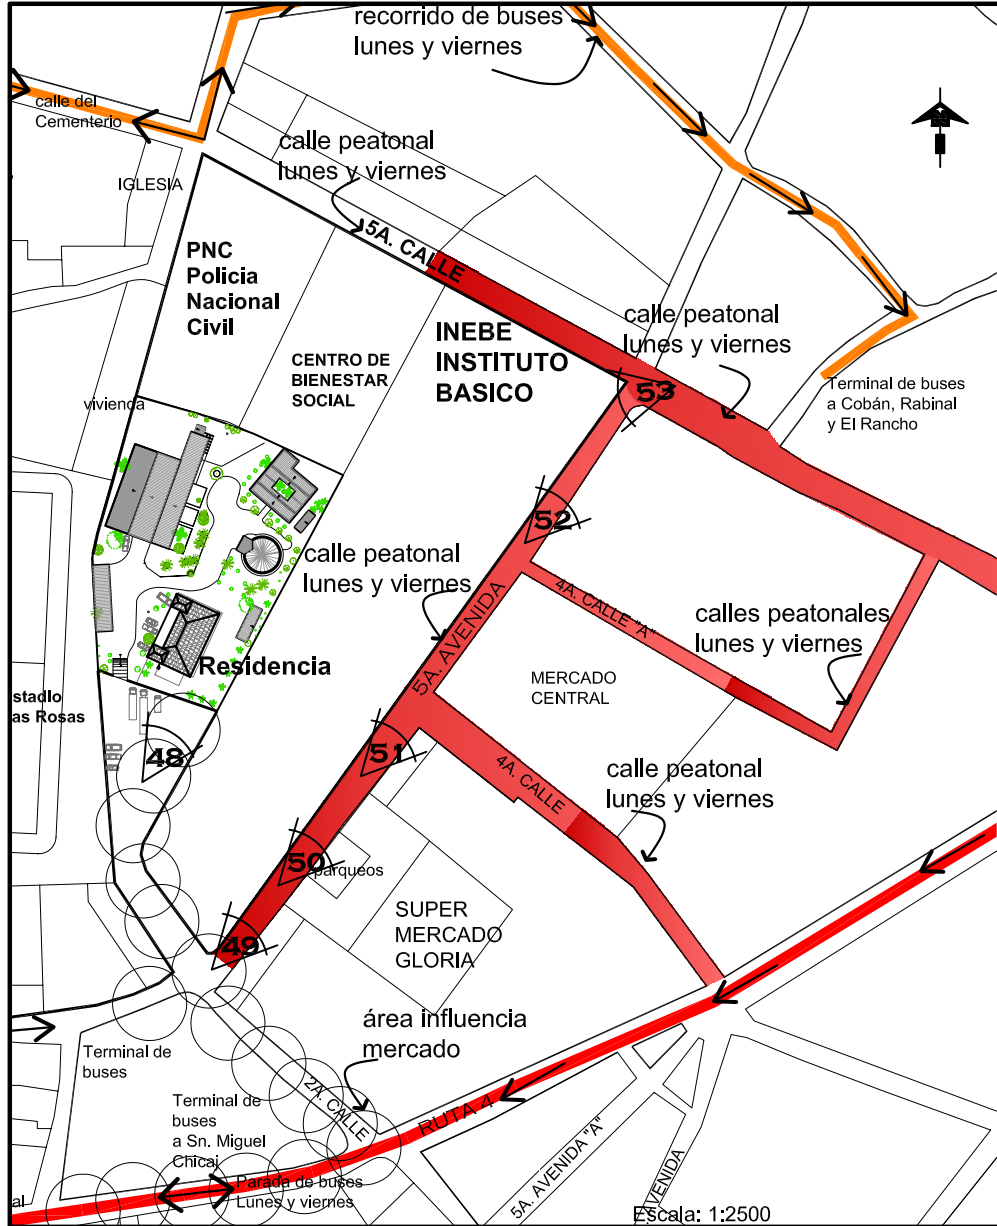 recorrido de buses
lunes y viernes
calle del
Cementerio
calle peatonal
lunes y viernes
IGLESIA
5A. CALLE
PNC
Policia
Nacional
Civil
INEBE
INSTITUTO
BASICO
calle peatonal
lunes y viernes
CENTRO DE
BIENESTAR
SOCIAL
53
Terminal de buses
a Cobán, Rabinal
y El Rancho
vivienda
52
calle peatonal
lunes y viernes
4A. CALLE "A"
5A. AVENIDA
calles peatonales
lunes y viernes
Residencia
MERCADO
CENTRAL
stadio
as Rosas
48
51
4A. CALLE
calle peatonal
lunes y viernes
50
parqueos
SUPER
MERCADO
GLORIA
49
área influencia
mercado
Terminal de
buses
2A. CALLE
Terminal de
buses
a Sn. Miguel
Chicaj
RUTA 4
Parada de buses
Lunes y viernes
5A. AVENIDA "A"
AVENIDA
al
Escala: 1:2500